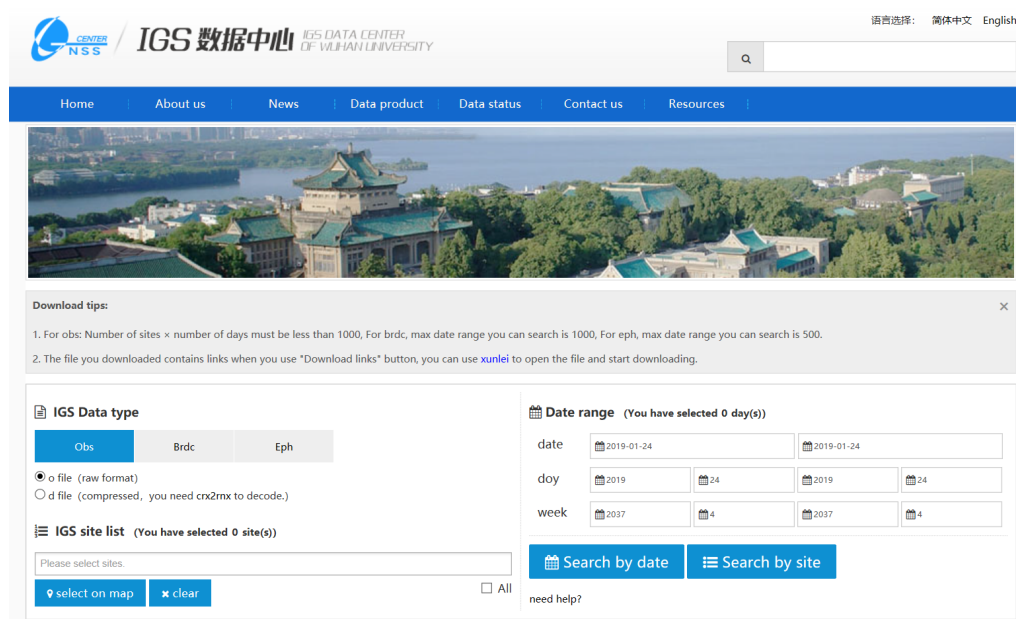 语言选择: 简体中文 English
CENTER
NSS
IGS 数据中心 IGS DATA CENTER
OF WUHAN UNIVERSITY
Home About us News Data product Data status Contact us Resources
Download tips:
1. For obs: Number of sites × number of days must be less than 1000, For brdc, max date range you can search is 1000, For eph, max date range you can search is 500.
2. The file you downloaded contains links when you use "Download links" button, you can use xunlei to open the file and start downloading.
IGS Data type
Obs Brdc Eph
o file (raw format)
d file (compressed, you need crx2rnx to decode.)
IGS site list (You have selected 0 site(s))
Please select sites.
select on map clear All
Date range (You have selected 0 day(s))
date 2019-01-24 2019-01-24
doy 2019 24 2019 24
week 2037 4 2037 4
Search by date Search by site
need help?